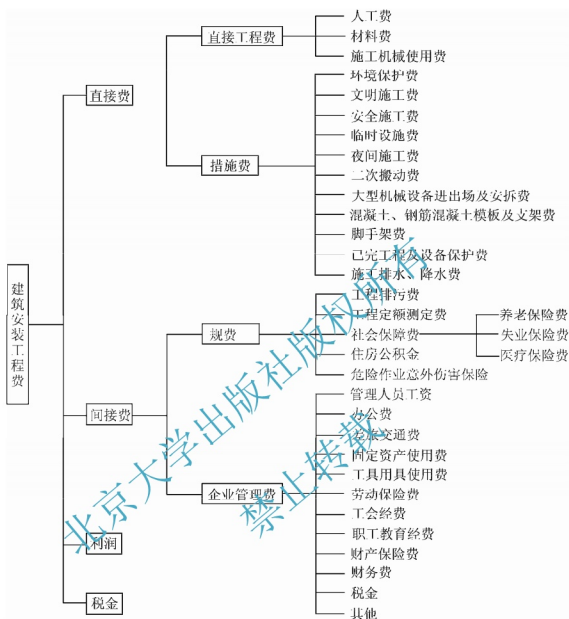 人工费
直接工程费
材料费
施工机械使用费
环境保护费
直接费
文明施工费
安全施工费
临时设施费
夜间施工费
措施费
二次搬动费
大型机械设备进出场及安拆费
混凝土、钢筋混凝土模板及支架费
脚手架费
已完工程及设备保护费
施工排水、降水费
建筑安装工程费
工程排污费
工程定额测定费
养老保险费
规费
社会保障费
失业保险费
住房公积金
医疗保险费
危险作业意外伤害保险
管理人员工资
间接费
办公费
差旅交通费
固定资产使用费
工具用具使用费
企业管理费
劳动保险费
工会经费
职工教育经费
利润
财产保险费
财务费
税金
税金
其他
北京大学出版社版权所有
禁止转载